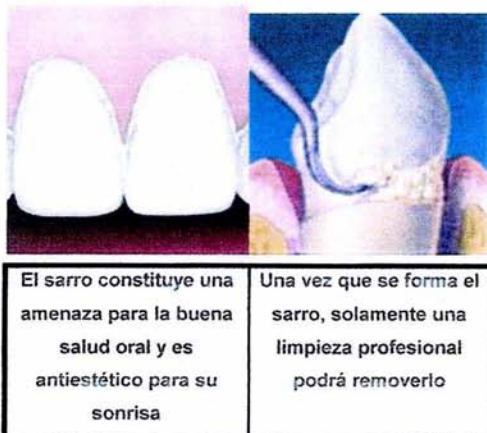 El sarro constituye una
amenaza para la buena
salud oral y es
antiestético para su
sonrisa
Una vez que se forma el
sarro, solamente una
limpieza profesional
podrá removerlo